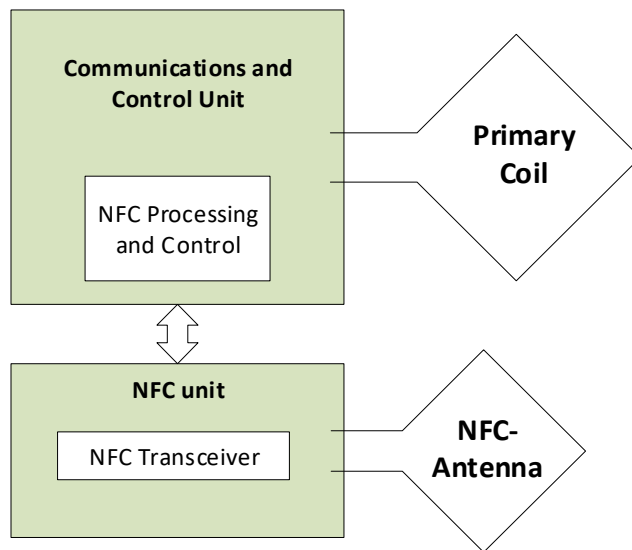 Communications and
Control Unit
Primary
Coil
NFC Processing
and Control
NFC unit
NFC Transceiver
NFC-
Antenna